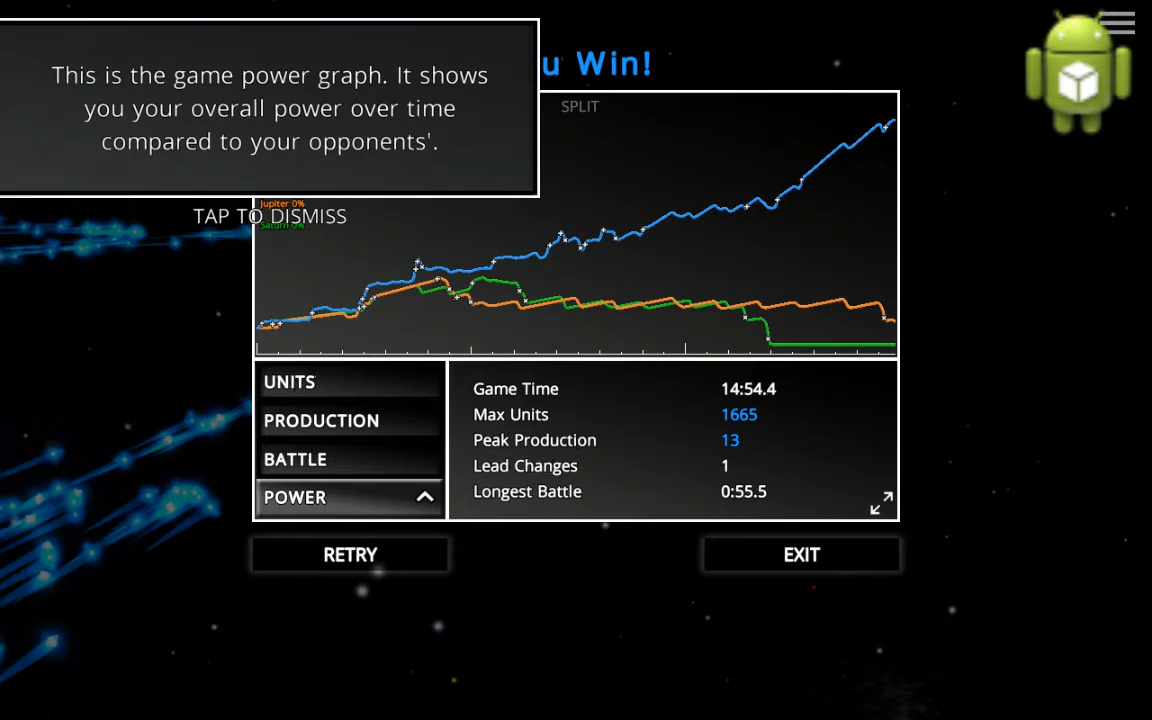 u Win!
This is the game power graph. It shows
you your overall power over time
compared to your opponents'.
SPLIT
Jupiter 0%
TAP TO DISMISS
Saturn 0%
UNITS
PRODUCTION
BATTLE
POWER
Game Time 14:54.4
Max Units 1665
Peak Production 13
Lead Changes 1
Longest Battle 0:55.5
RETRY
EXIT